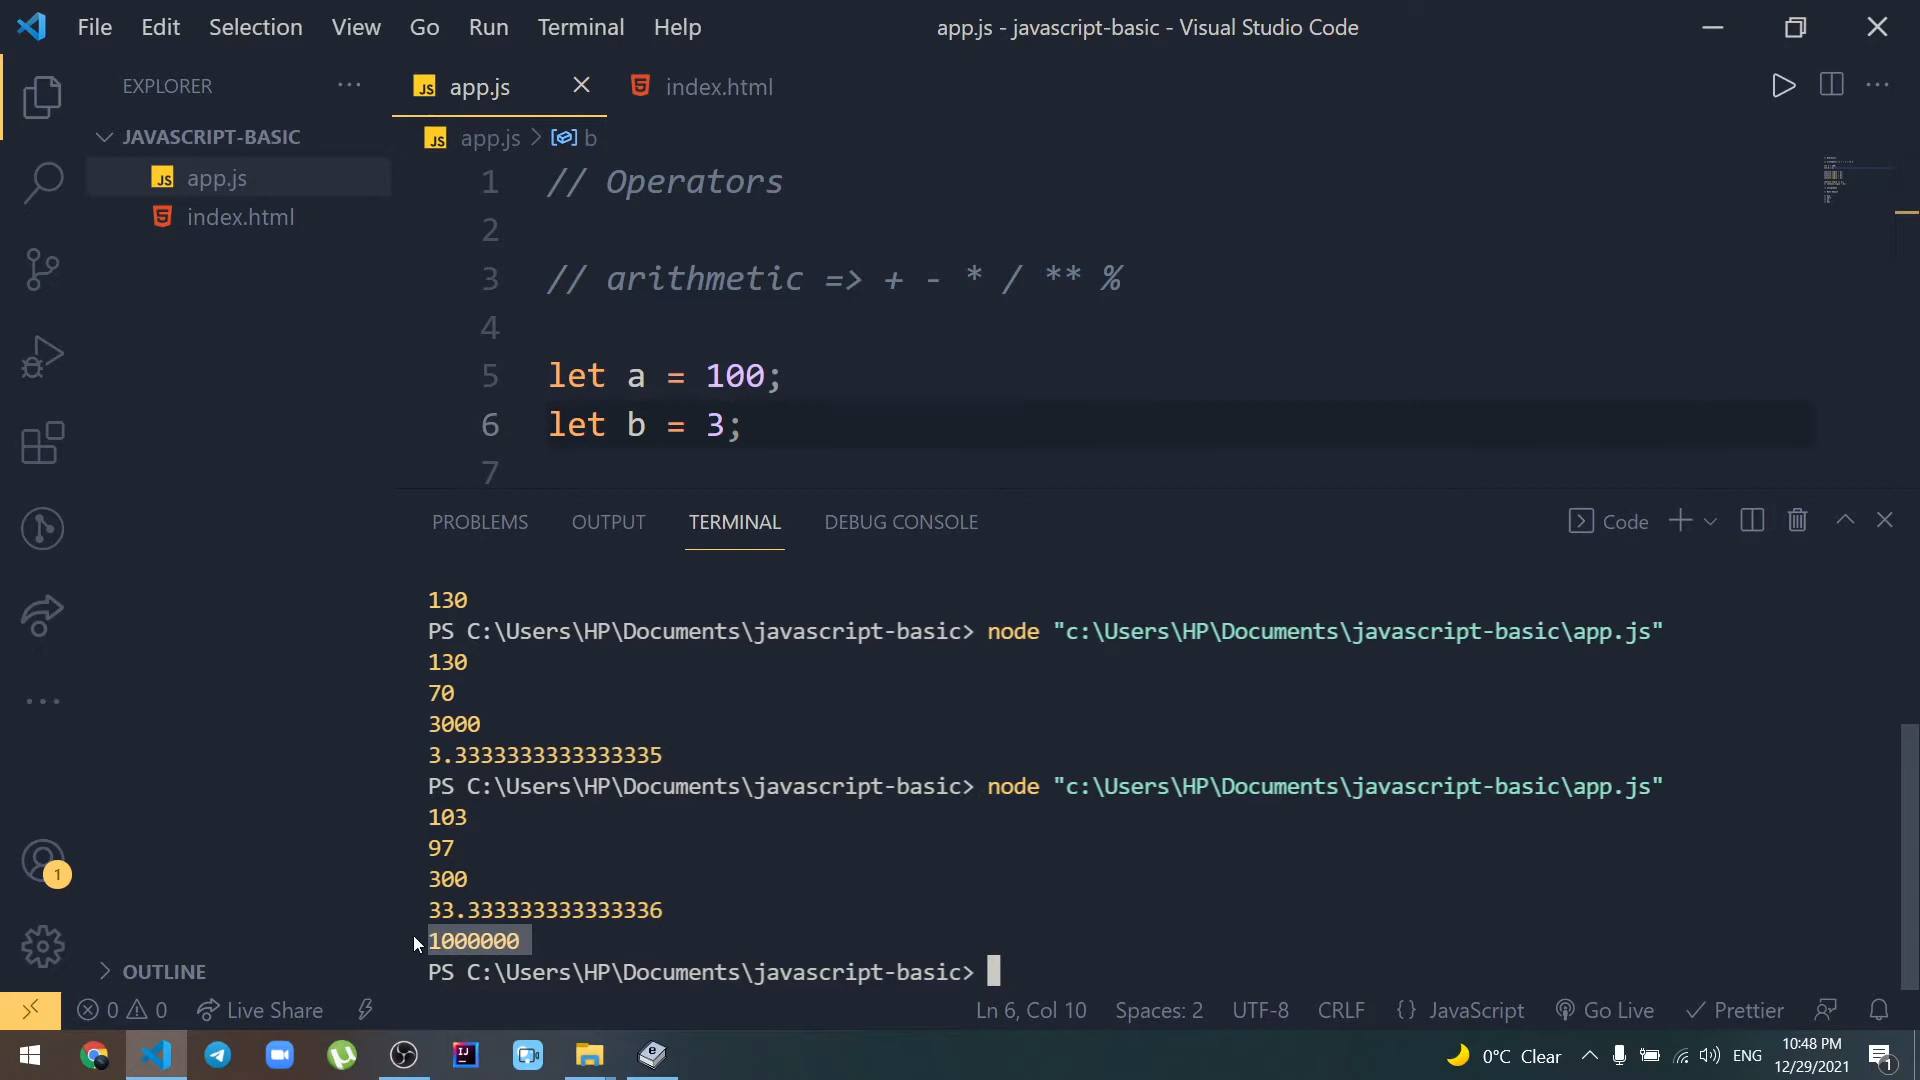 File Edit Selection View Go Run Terminal Help
app.js - javascript-basic - Visual Studio Code
EXPLORER
JAVASCRIPT-BASIC
JS app.js
index.html
OUTLINE
JS app.js
index.html
JS app.js > b
1 // Operators
2
3 // arithmetic => + - * / ** %
4
5 let a = 100;
6 let b = 3;
7
PROBLEMS OUTPUT TERMINAL DEBUG CONSOLE
Code
130
PS C:\Users\HP\Documents\javascript-basic> node "c:\Users\HP\Documents\javascript-basic\app.js"
130
70
3000
3.3333333333333335
PS C:\Users\HP\Documents\javascript-basic> node "c:\Users\HP\Documents\javascript-basic\app.js"
103
97
300
33.333333333333336
1000000
PS C:\Users\HP\Documents\javascript-basic>
1
0 0 Live Share
Ln 6, Col 10 Spaces: 2 UTF-8 CRLF {} JavaScript Go Live Prettier
IJ
e
0°C Clear
ENG
10:48 PM
12/29/2021
1